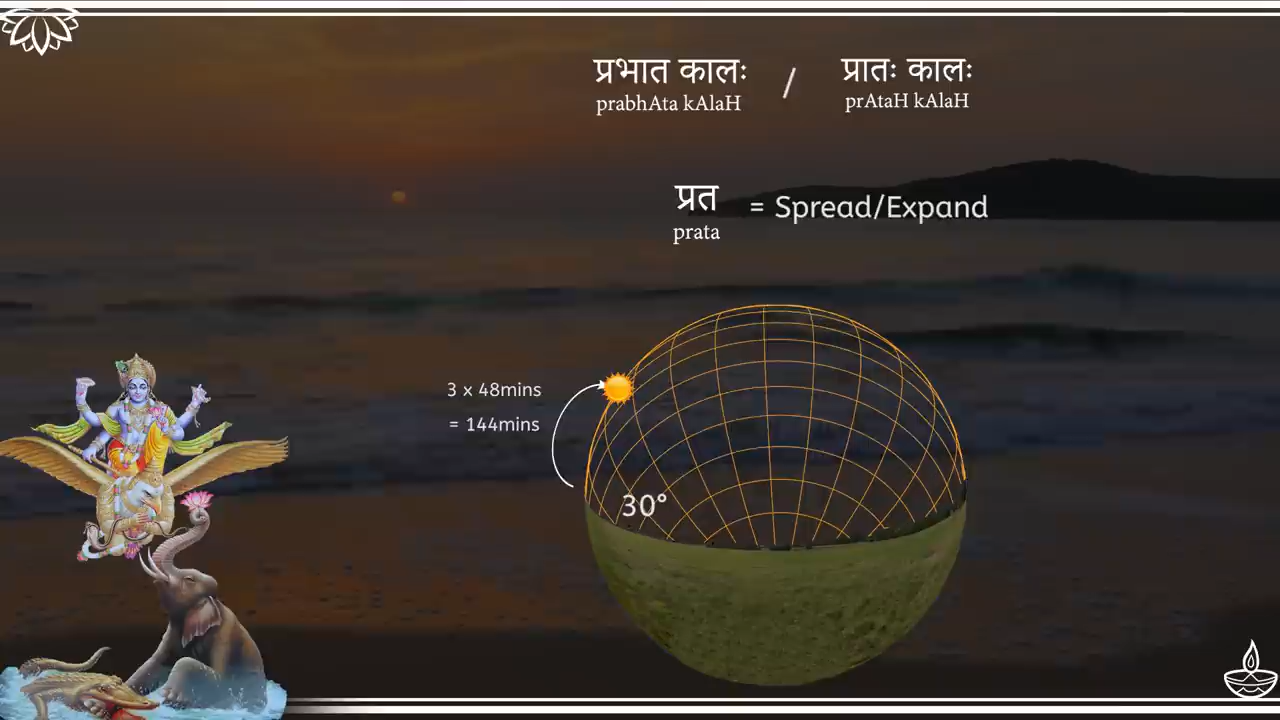 प्रभात कालः / प्रातः कालः
prabhAta kAlaH prAtaH kAlaH
प्रत = Spread/Expand
prata
3 x 48mins
= 144mins
30°